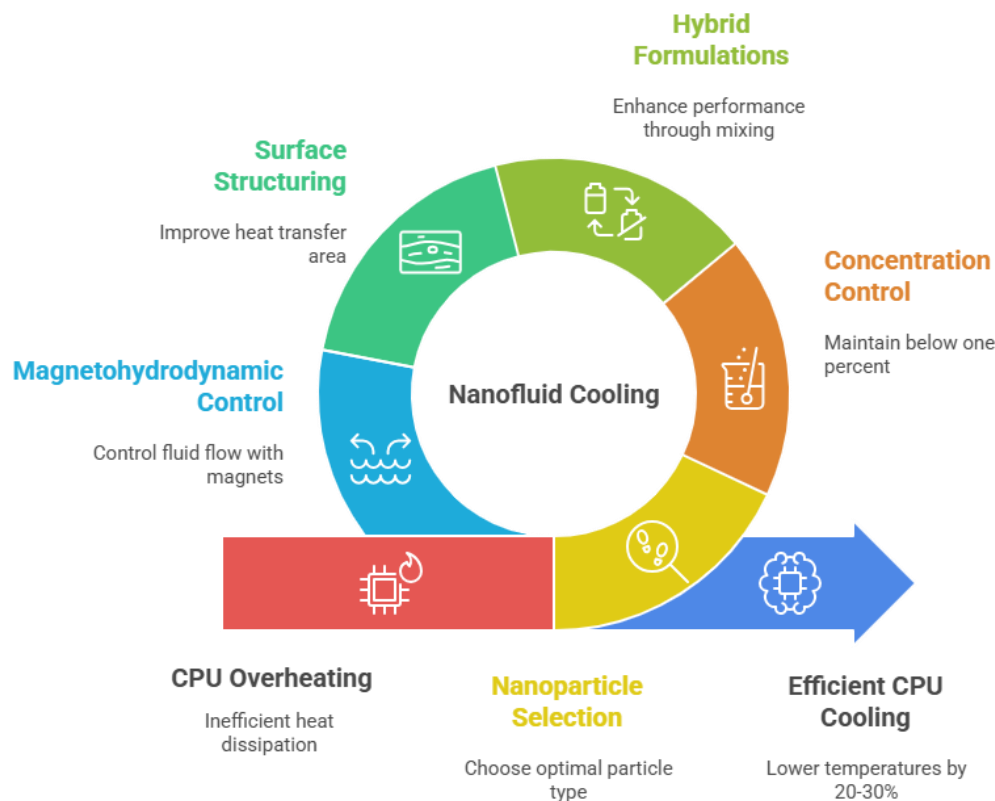 Hybrid
Formulations
Enhance performance
through mixing
Surface
Structuring
Improve heat transfer
area
Concentration
Control
Maintain below one
percent
Magnetohydrodynamic
Control
Control fluid flow with
magnets
Nanofluid Cooling
CPU Overheating
Inefficient heat
dissipation
Nanoparticle
Selection
Choose optimal particle
type
Efficient CPU
Cooling
Lower temperatures by
20-30%